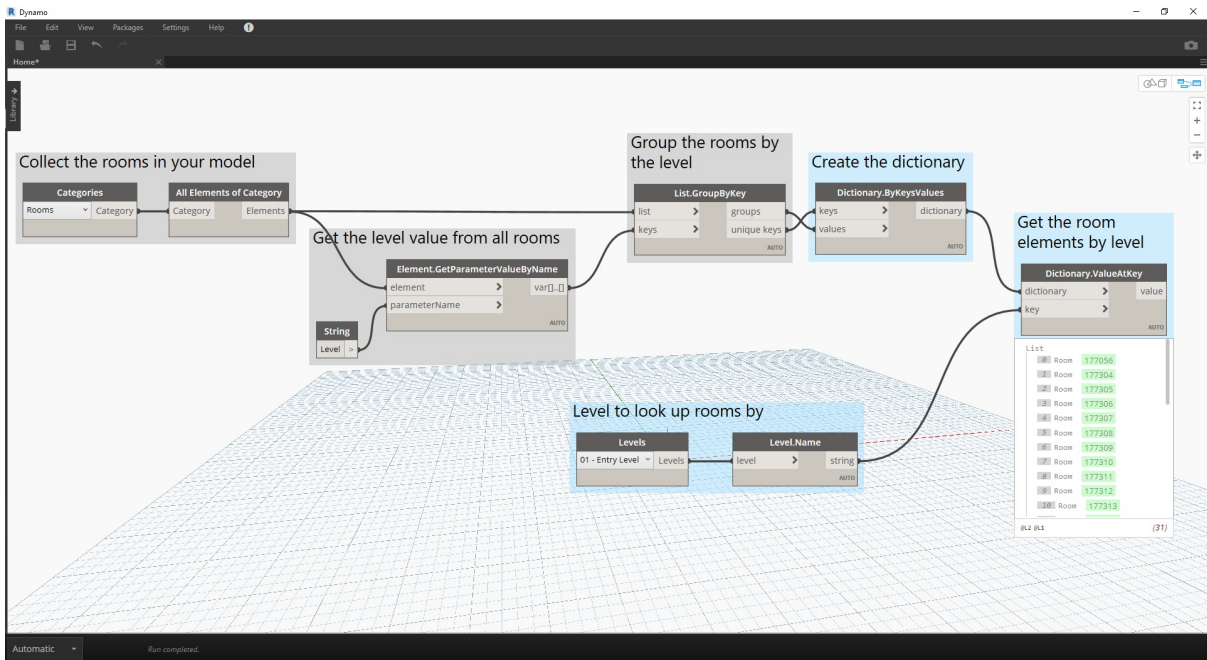 Dynamo
File Edit View Packages Settings Help
Home*
Library
Collect the rooms in your model
Categories
Rooms Category
All Elements of Category
Category Elements
Get the level value from all rooms
Element.GetParameterValueByName
element > var[]..[]
parameterName >
AUTO
String
Level >
Group the rooms by
the level
List.GroupByKey
list > groups
keys > unique keys
AUTO
Create the dictionary
Dictionary.ByKeysValues
keys > dictionary
values >
AUTO
Get the room
elements by level
Dictionary.ValueAtKey
dictionary > value
key >
AUTO
List
0 Room 177056
1 Room 177304
2 Room 177305
3 Room 177306
4 Room 177307
5 Room 177308
6 Room 177309
7 Room 177310
8 Room 177311
9 Room 177312
10 Room 177313
@L2 @L1 (31)
Level to look up rooms by
Levels
01 - Entry Level Levels
Level.Name
level > string
AUTO
Automatic Run completed.